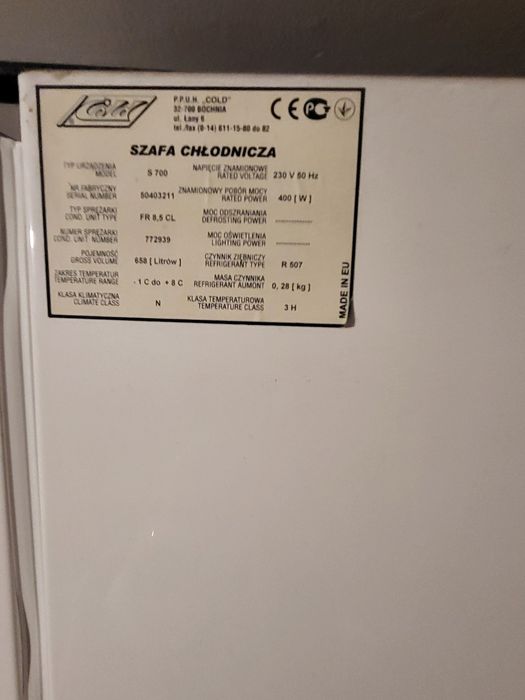 Cold
P.P.U.H. „COLD"
32-700 BOCHNIA
ul. Łany 6
tel./fax (0-14) 611-15-80 do 82
CE PG
SZAFA CHŁODNICZA
TYP URZĄDZENIA
MODEL
S 700
NAPIĘCIE ZNAMIONOWE
RATED VOLTAGE
230 V 50 Hz
NR FABRYCZNY
SERIAL NUMBER
50403211
ZNAMIONOWY POBÓR MOCY
RATED POWER
400 [ W ]
TYP SPRĘŻARKI
COND. UNIT TYPE
FR 8,5 CL
MOC ODSZRANIANIA
DEFROSTING POWER
NUMER SPRĘŻARKI
COND. UNIT NUMBER
772939
MOC OŚWIETLENIA
LIGHTING POWER
POJEMNOŚĆ
GROSS VOLUME
658 [ Litrów ]
CZYNNIK ZIĘBNICZY
REFRIGERANT TYPE
R 507
ZAKRES TEMPERATUR
TEMPERATURE RANGE
- 1 C do + 8 C
MASA CZYNNIKA
REFRIGERANT AUMONT
0, 28 [ kg ]
KLASA KLIMATYCZNA
CLIMATE CLASS
N
KLASA TEMPERATUROWA
TEMPERATURE CLASS
3 H
MADE IN EU